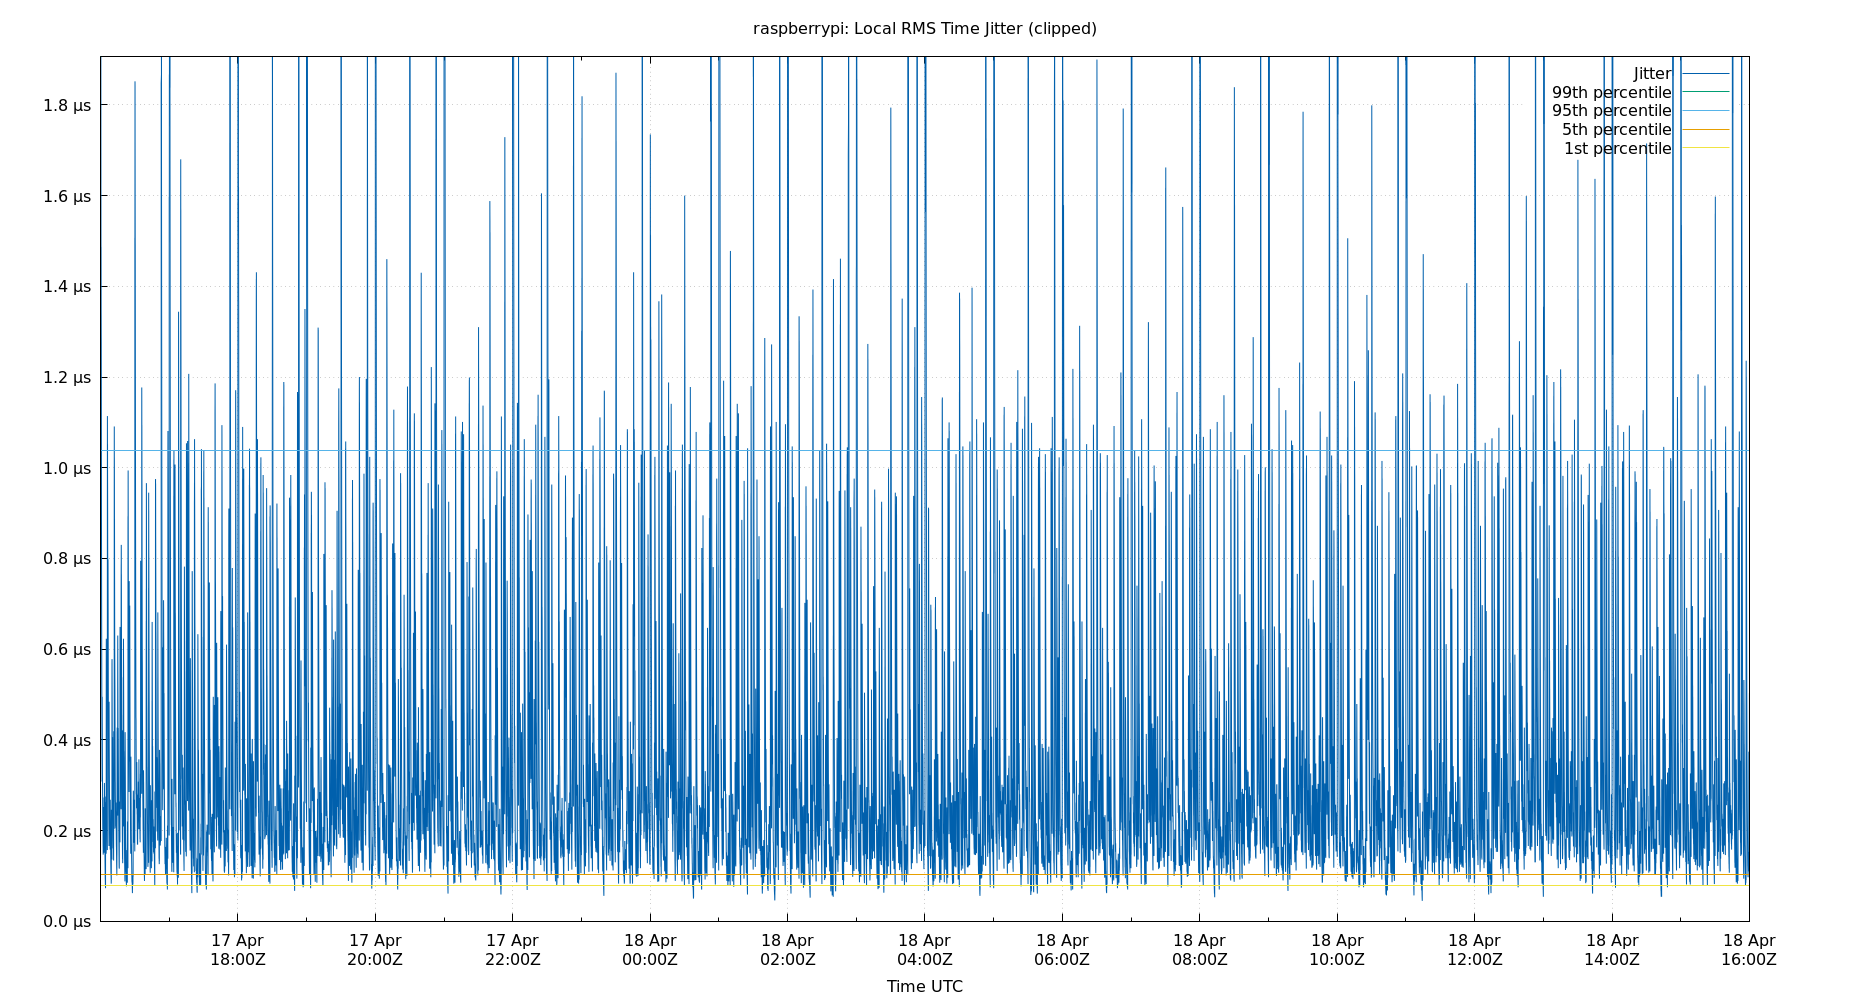 raspberrypi: Local RMS Time Jitter (clipped)
Jitter
99th percentile
95th percentile
5th percentile
1st percentile
1.8 µs
1.6 µs
1.4 µs
1.2 µs
1.0 µs
0.8 µs
0.6 µs
0.4 µs
0.2 µs
0.0 µs
17 Apr 17 Apr 17 Apr 18 Apr 18 Apr 18 Apr 18 Apr 18 Apr 18 Apr 18 Apr 18 Apr 18 Apr
18:00Z 20:00Z 22:00Z 00:00Z 02:00Z 04:00Z 06:00Z 08:00Z 10:00Z 12:00Z 14:00Z 16:00Z
Time UTC